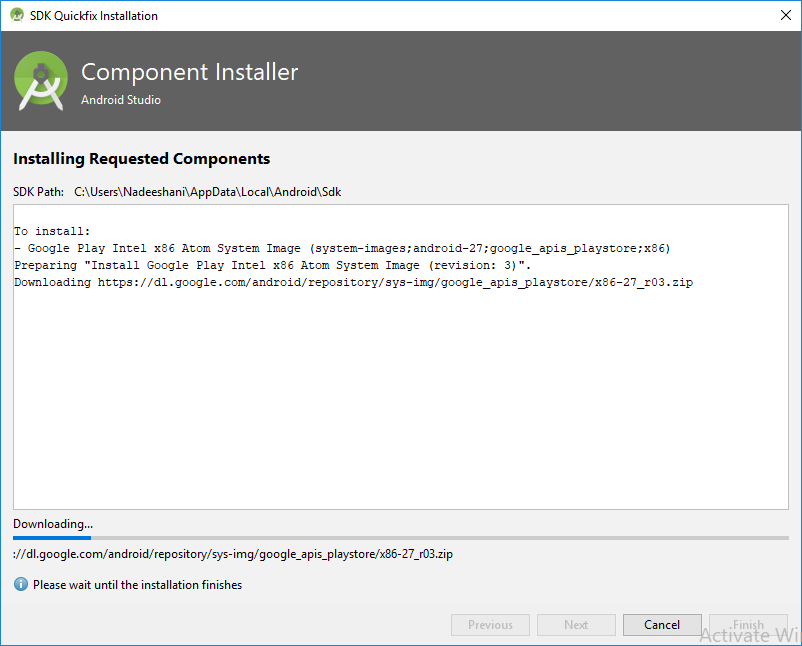 SDK Quickfix Installation
Component Installer
Android Studio
Installing Requested Components
SDK Path: C:\Users\Nadeeshani\AppData\Local\Android\Sdk
To install:
- Google Play Intel x86 Atom System Image (system-images;android-27;google_apis_playstore;x86)
Preparing "Install Google Play Intel x86 Atom System Image (revision: 3)".
Downloading https://dl.google.com/android/repository/sys-img/google_apis_playstore/x86-27_r03.zip
Downloading...
://dl.google.com/android/repository/sys-img/google_apis_playstore/x86-27_r03.zip
Please wait until the installation finishes
Previous Next Cancel Finish
Activate Wi